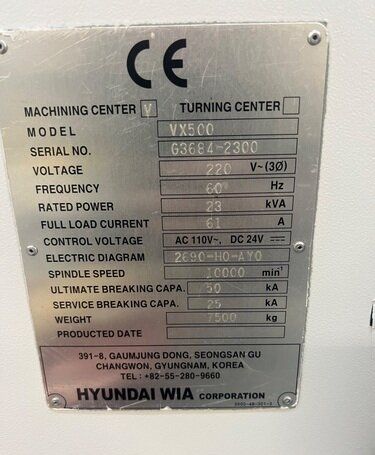 CE
MACHINING CENTER V TURNING CENTER
MODEL VX500
SERIAL NO. G3684-2300
VOLTAGE 220 V~(3Ø)
FREQUENCY 60 Hz
RATED POWER 23 kVA
FULL LOAD CURRENT 61 A
CONTROL VOLTAGE AC 110V~, DC 24V
ELECTRIC DIAGRAM 2690-H0-AY0
SPINDLE SPEED 10000 min⁻¹
ULTIMATE BREAKING CAPA. 50 kA
SERVICE BREAKING CAPA. 25 kA
WEIGHT 7500 kg
PRODUCTED DATE
391-8, GAUMJUNG DONG, SEONGSAN GU
CHANGWON, GYUNGNAM, KOREA
TEL : +82-55-280-9660
HYUNDAI WIA CORPORATION